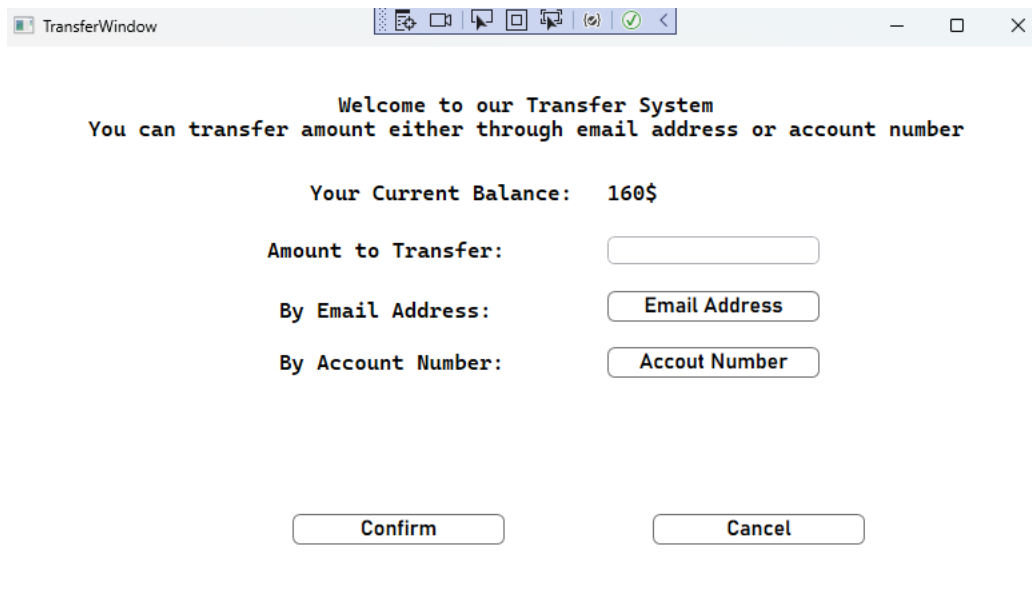 TransferWindow
Welcome to our Transfer System
You can transfer amount either through email address or account number
Your Current Balance: 160$
Amount to Transfer:
By Email Address: Email Address
By Account Number: Accout Number
Confirm Cancel